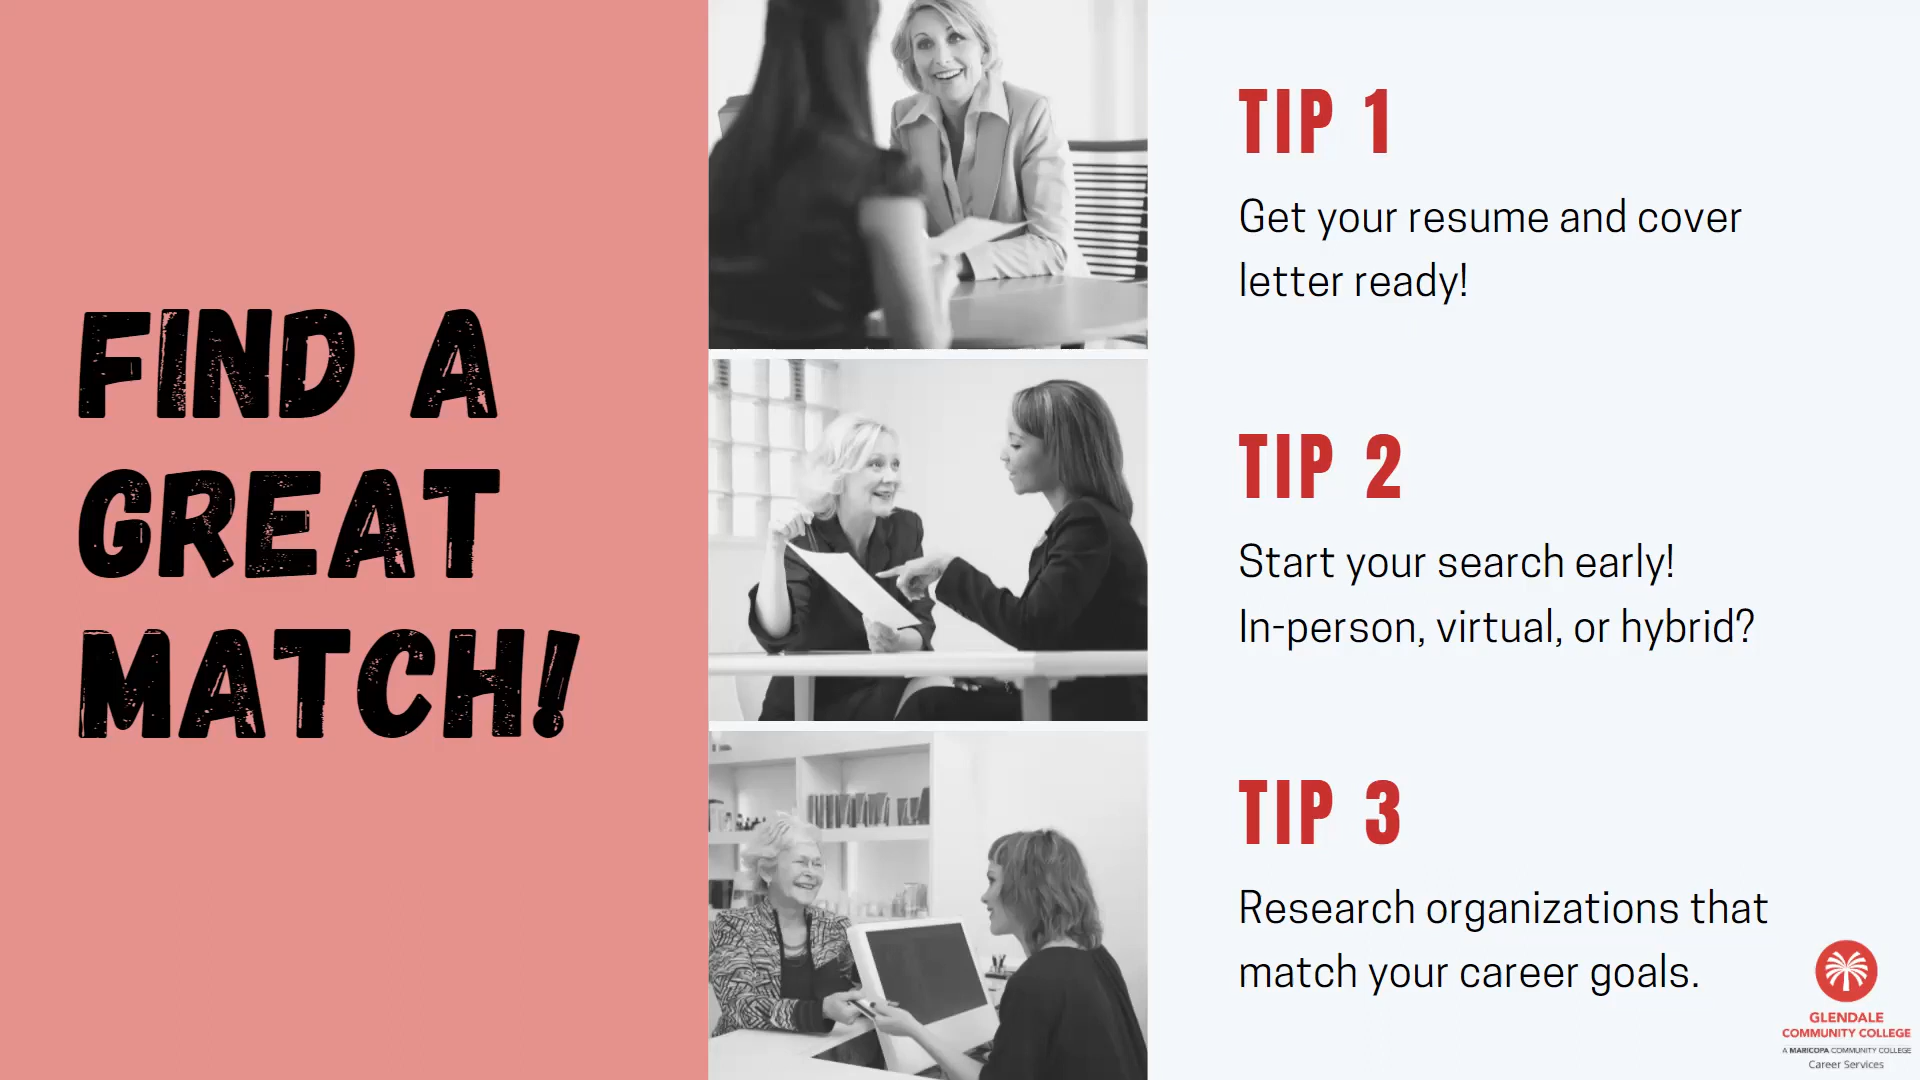 FIND A
GREAT
MATCH!
TIP 1
Get your resume and cover
letter ready!
TIP 2
Start your search early!
In-person, virtual, or hybrid?
TIP 3
Research organizations that
match your career goals.
GLENDALE
COMMUNITY COLLEGE
A MARICOPA COMMUNITY COLLEGE
Career Services